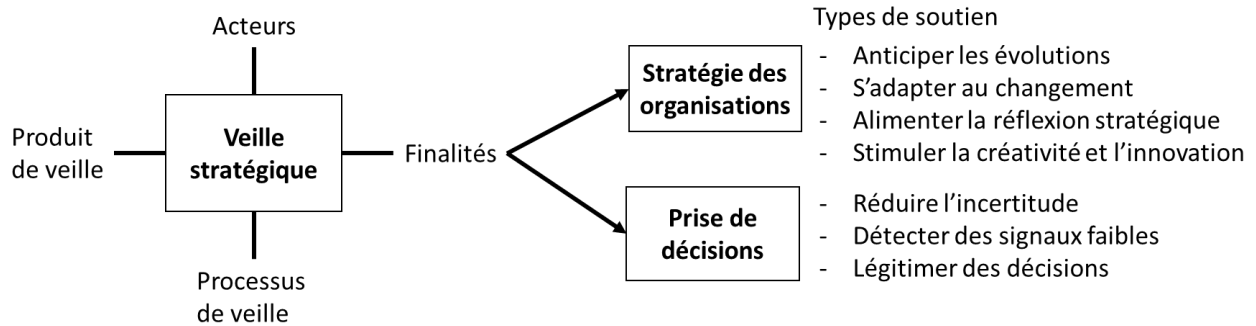 Acteurs
Produit
de veille
Veille
stratégique
Processus
de veille
Finalités
Stratégie des
organisations
Prise de
décisions
Types de soutien
- Anticiper les évolutions
- S’adapter au changement
- Alimenter la réflexion stratégique
- Stimuler la créativité et l’innovation
- Réduire l’incertitude
- Détecter des signaux faibles
- Légitimer des décisions